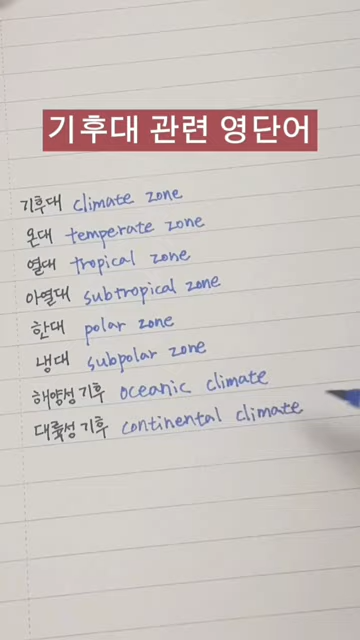 기후대 관련 영단어
기후대 climate zone
온대 temperate zone
열대 tropical zone
아열대 subtropical zone
한대 polar zone
냉대 subpolar zone
해양성 기후 oceanic climate
대륙성 기후 continental climate